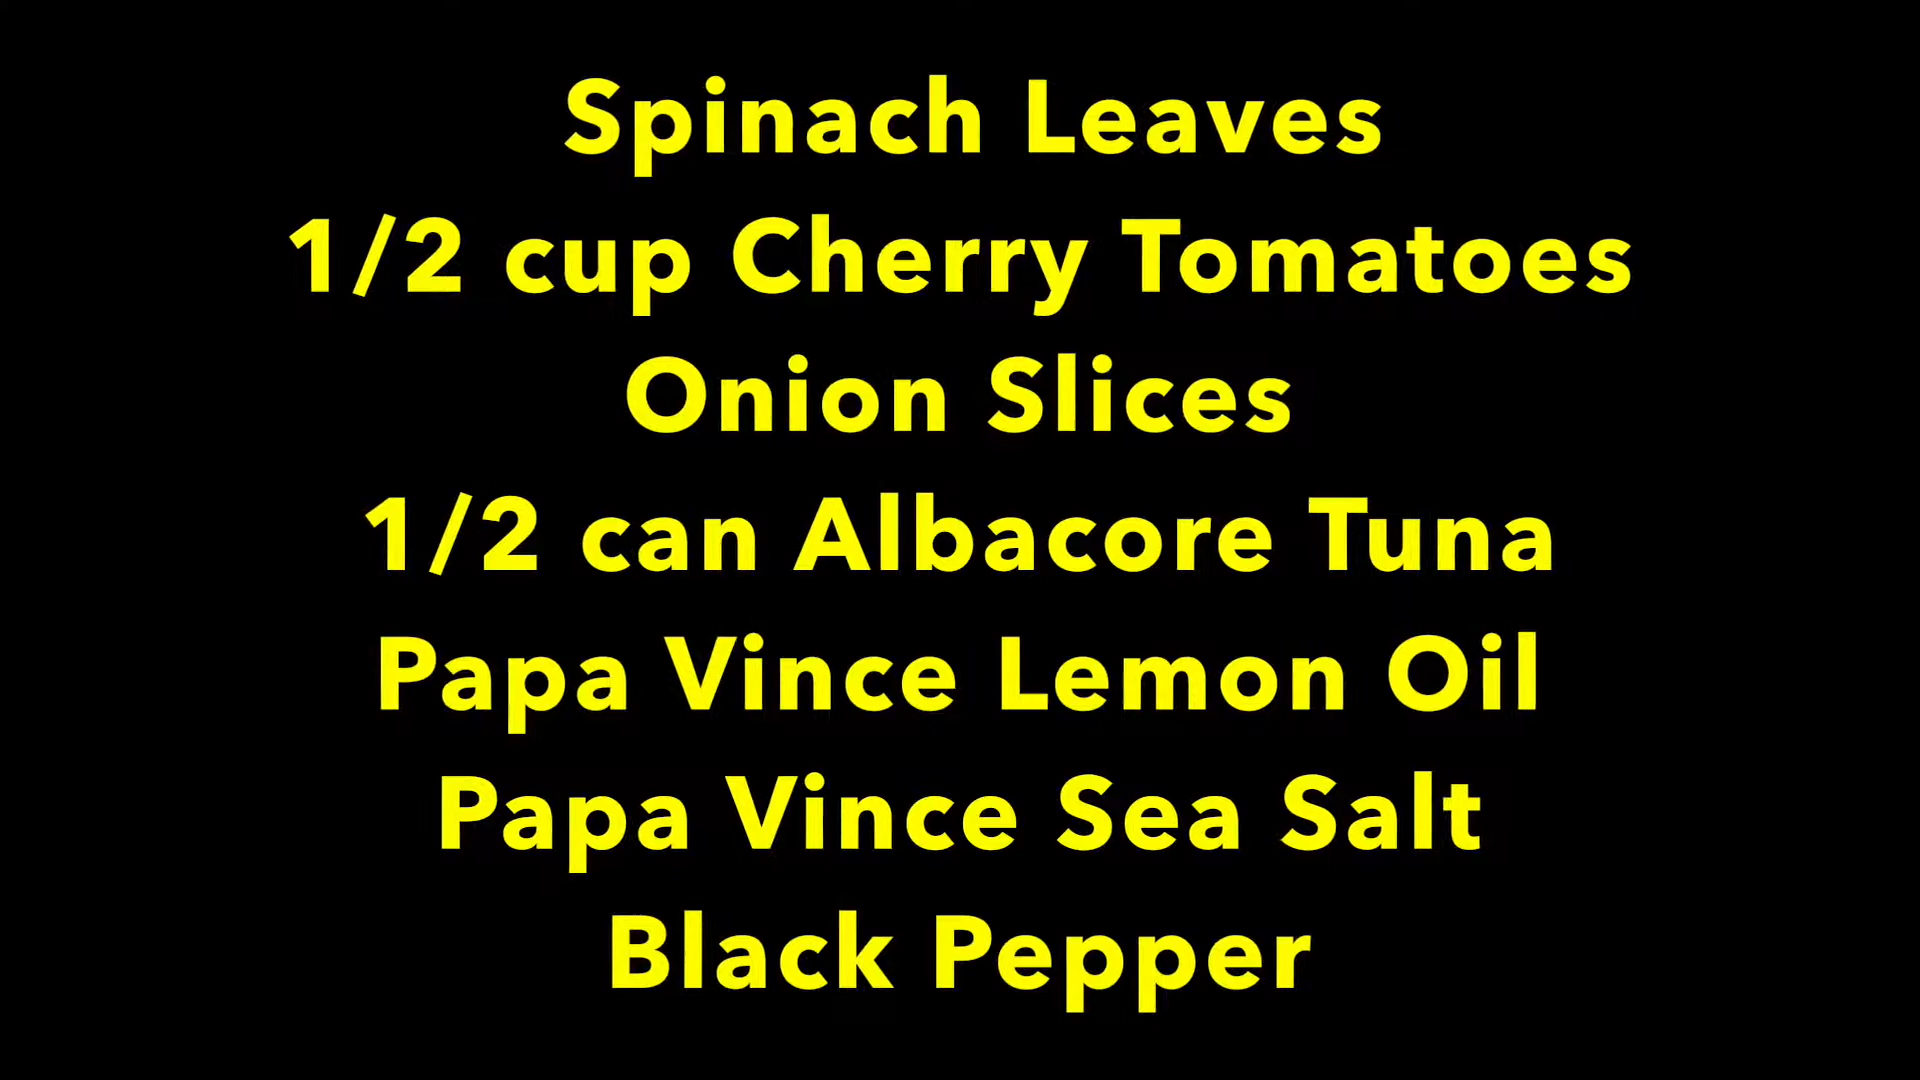 Spinach Leaves
1/2 cup Cherry Tomatoes
Onion Slices
1/2 can Albacore Tuna
Papa Vince Lemon Oil
Papa Vince Sea Salt
Black Pepper